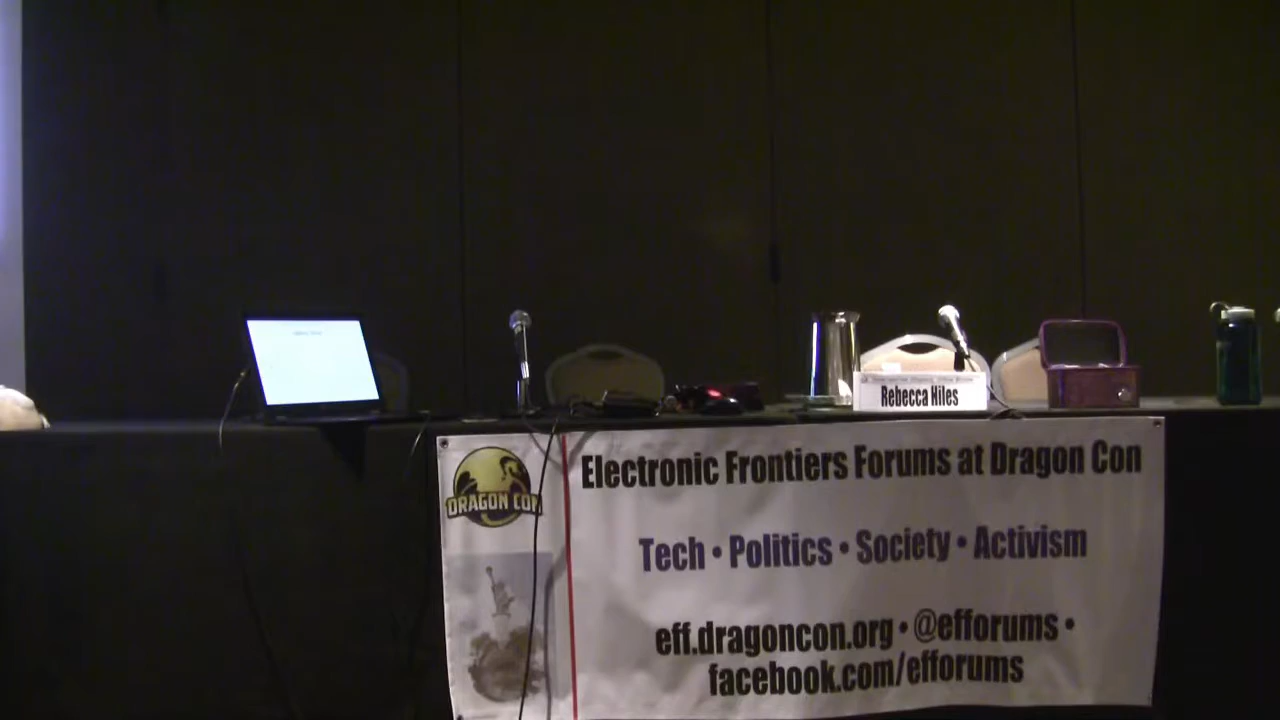 Rebecca Hiles
Electronic Frontiers Forums at Dragon Con
DRAGON CON
Tech • Politics • Society • Activism
eff.dragoncon.org • @efforums •
facebook.com/efforums